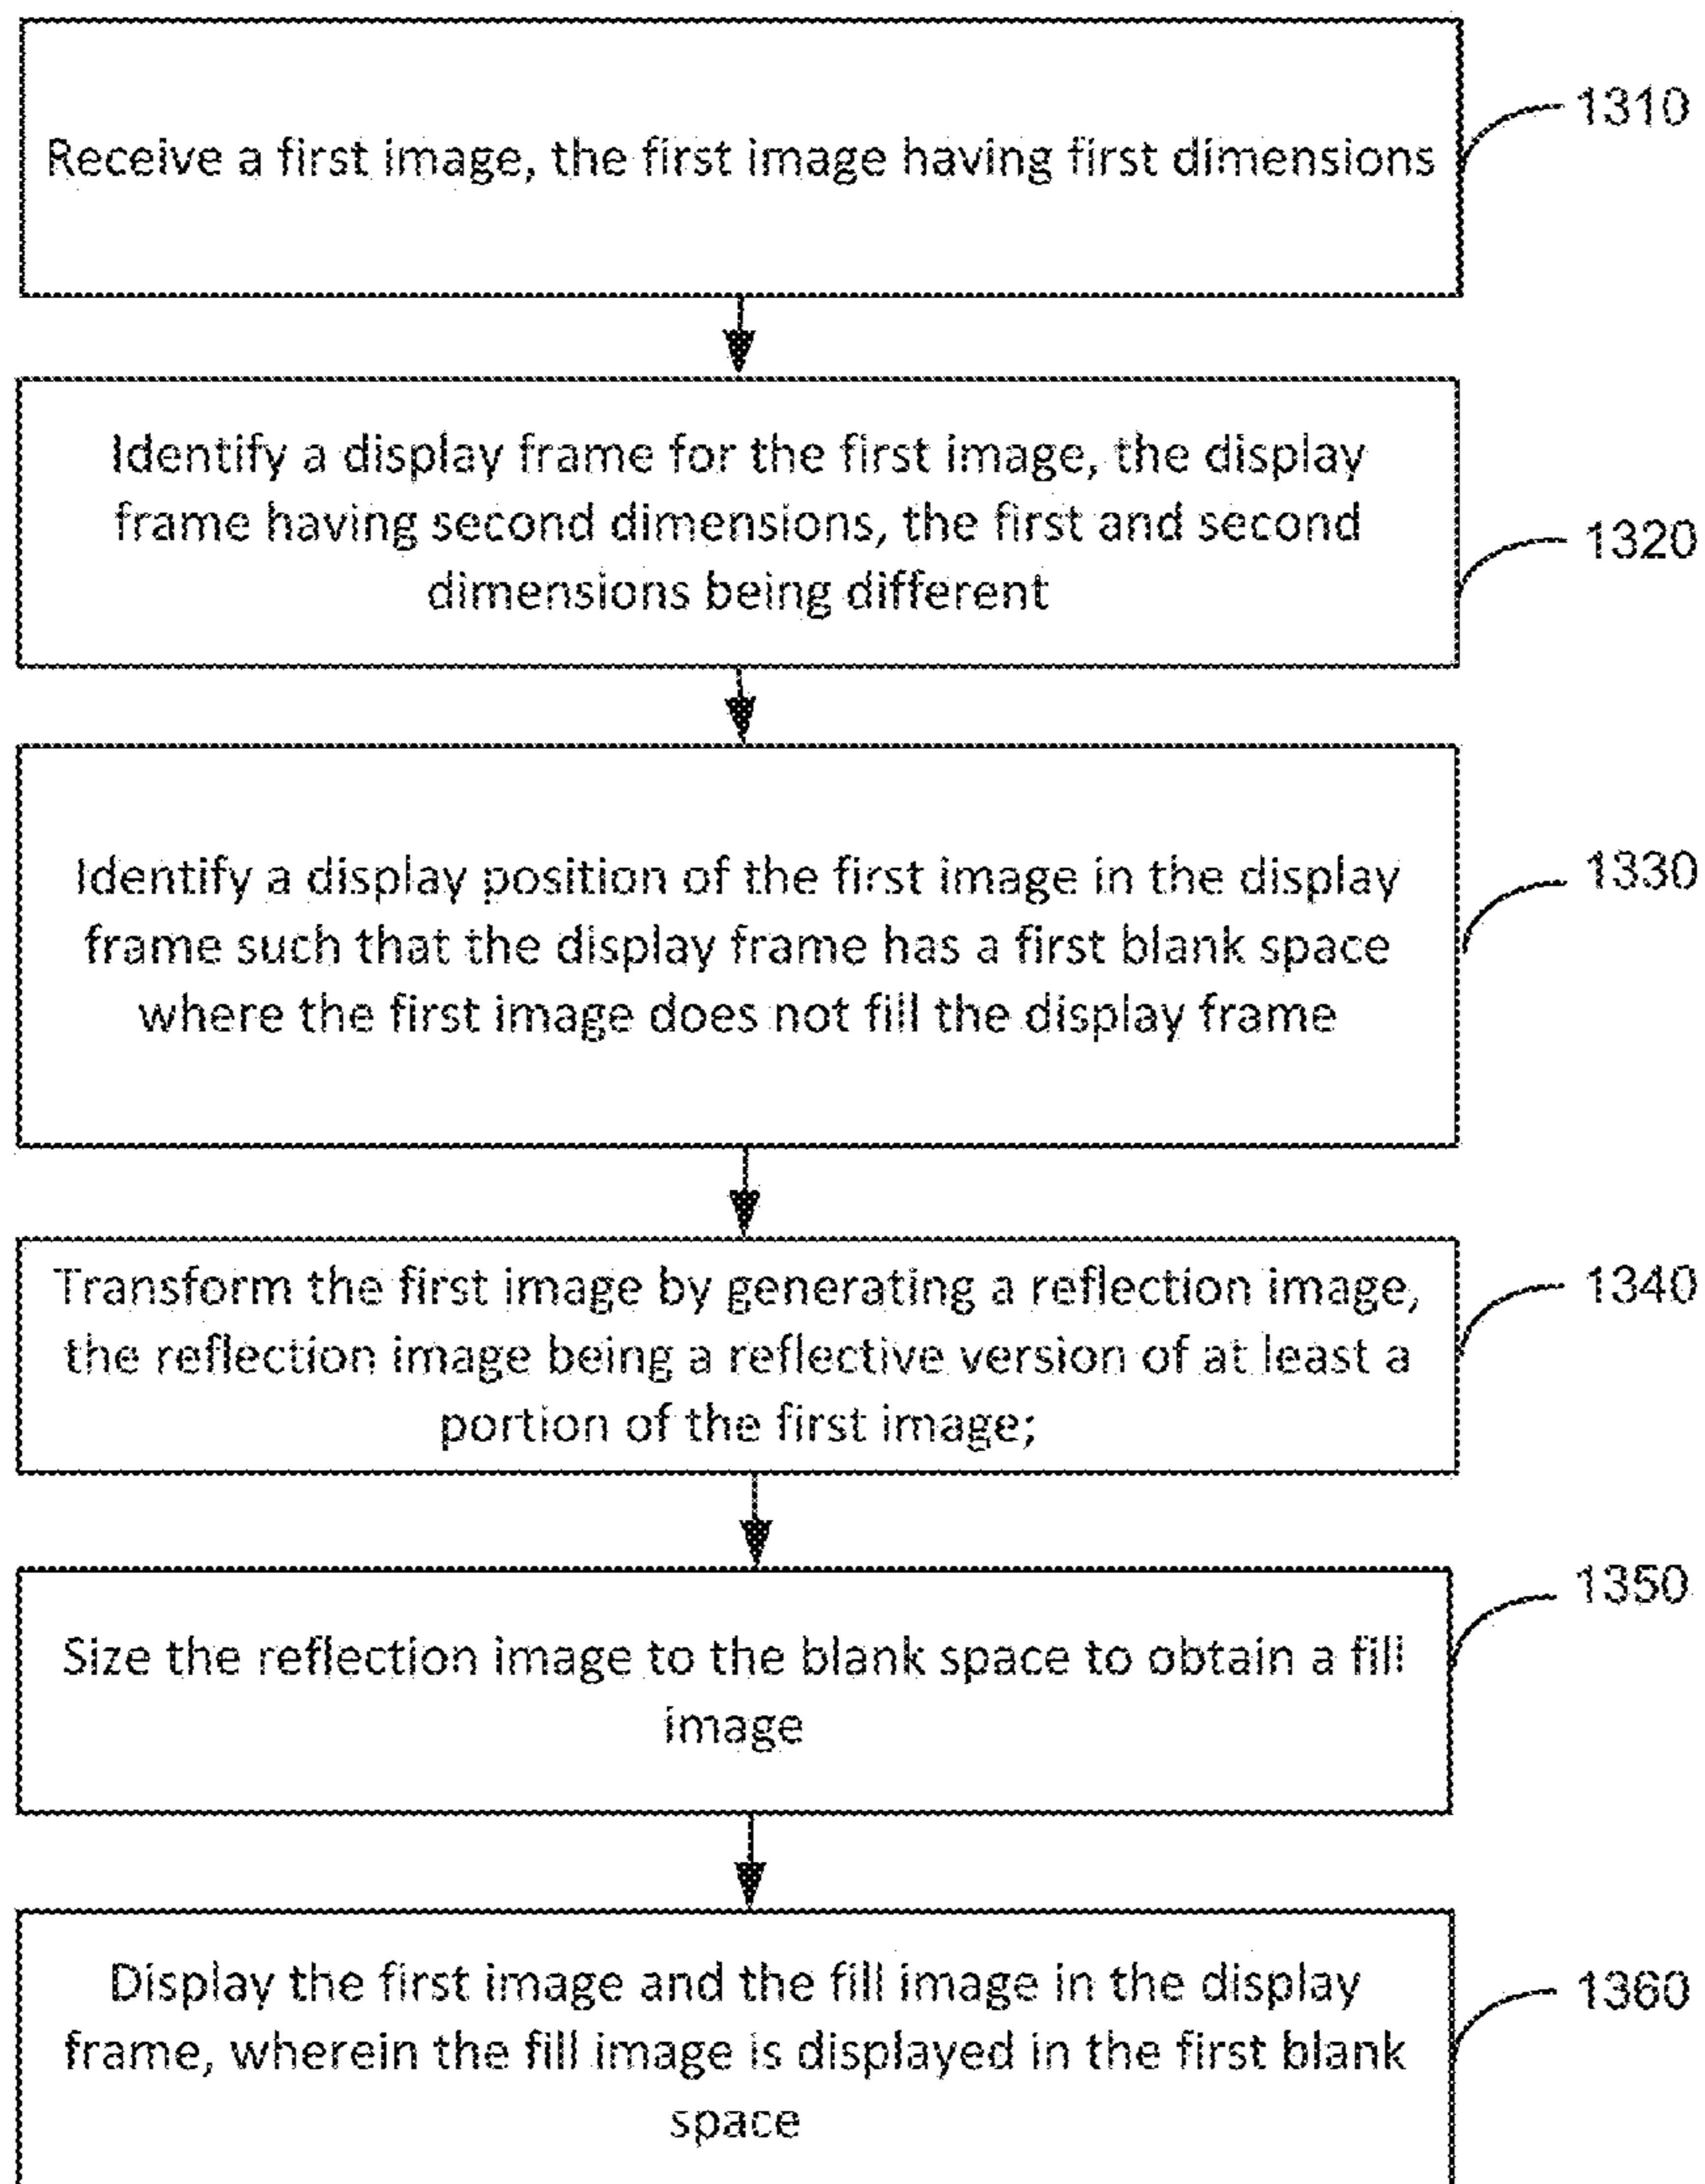 Receive a first image, the first image having first dimensions
1310
Identify a display frame for the first image, the display
frame having second dimensions, the first and second
dimensions being different
1320
Identify a display position of the first image in the display
frame such that the display frame has a first blank space
where the first image does not fill the display frame
1330
Transform the first image by generating a reflection image,
the reflection image being a reflective version of at least a
portion of the first image;
1340
Size the reflection image to the blank space to obtain a fill
image
1350
Display the first image and the fill image in the display
frame, wherein the fill image is displayed in the first blank
space
1360